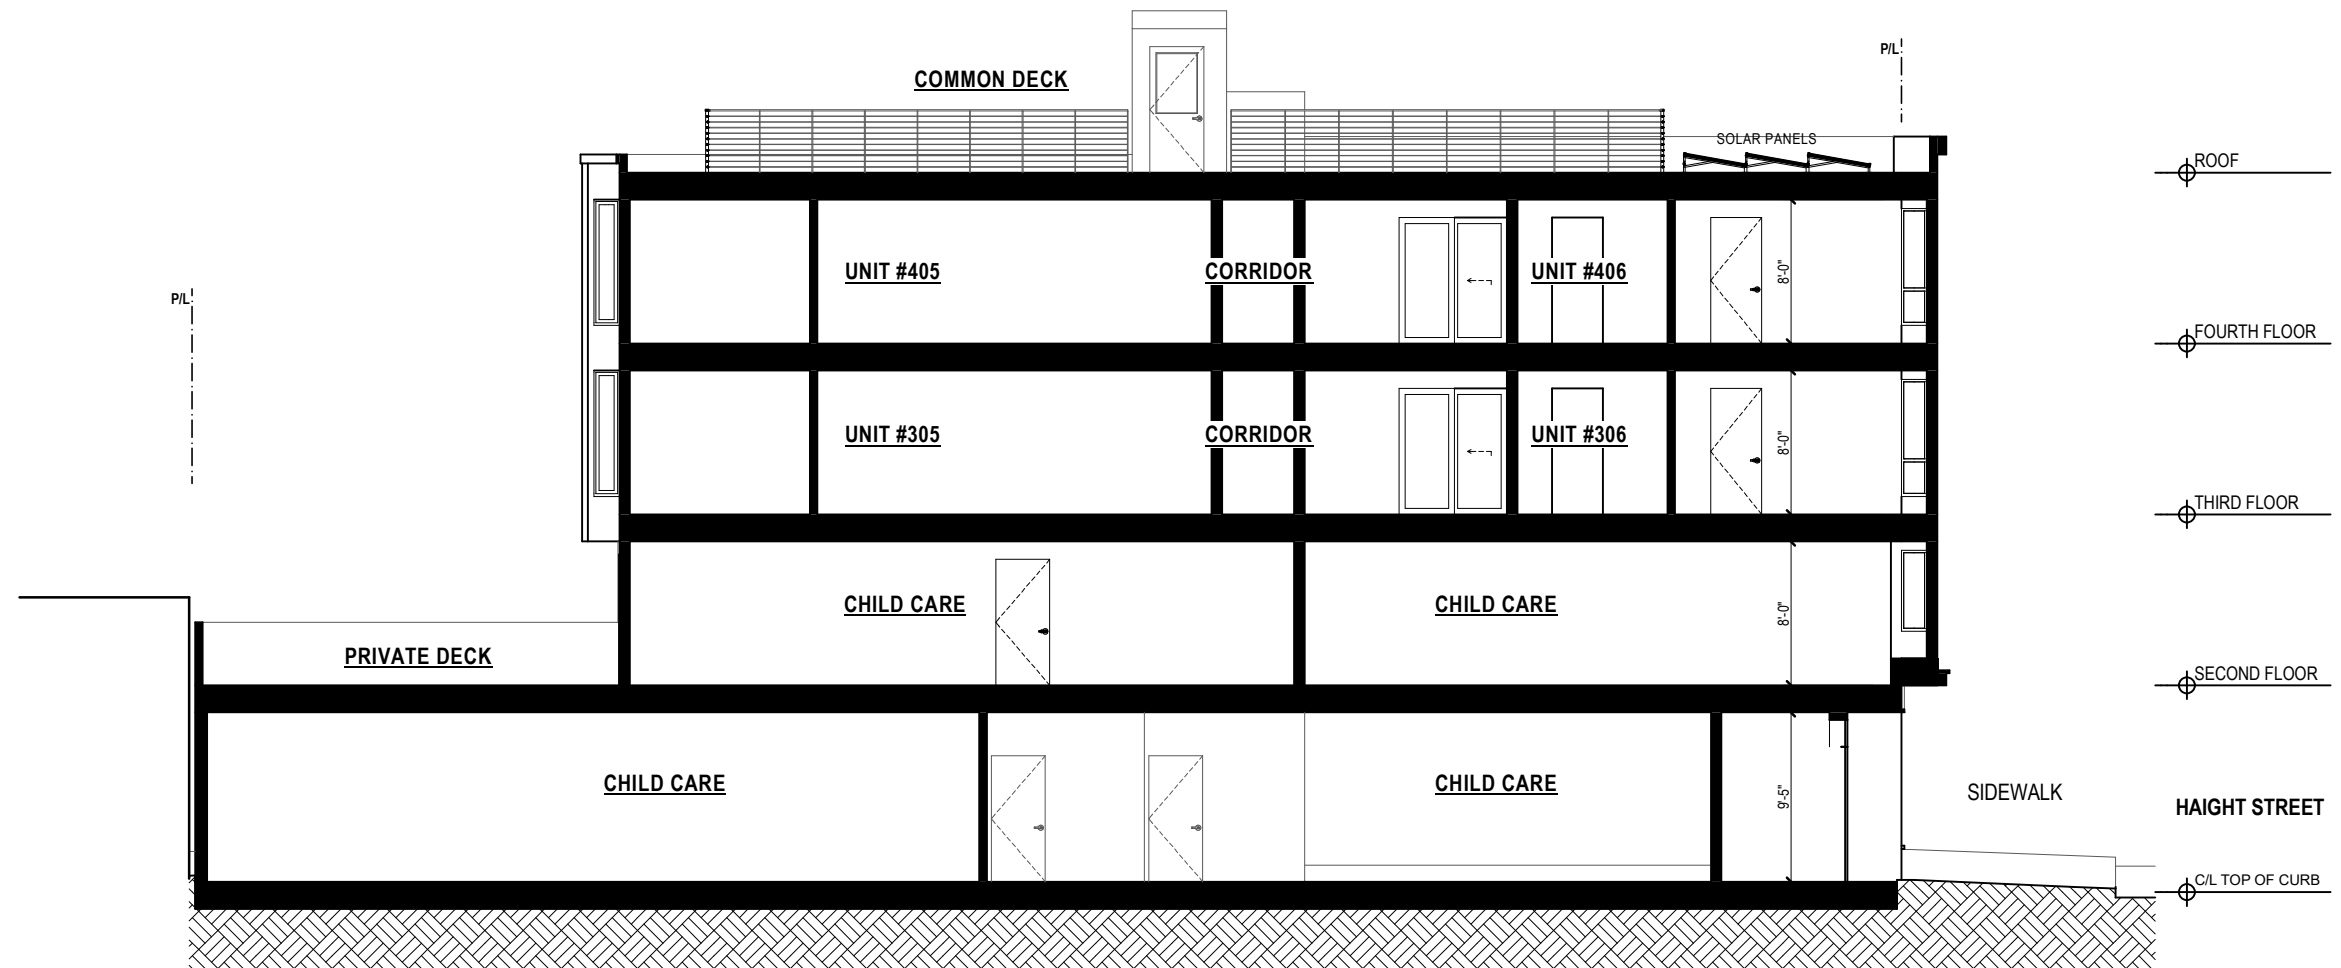 P/L
COMMON DECK
SOLAR PANELS
ROOF
UNIT #405
CORRIDOR
UNIT #406
8'-0"
P/L
FOURTH FLOOR
UNIT #305
CORRIDOR
UNIT #306
8'-0"
THIRD FLOOR
CHILD CARE
CHILD CARE
8'-0"
PRIVATE DECK
SECOND FLOOR
CHILD CARE
CHILD CARE
9'-5"
SIDEWALK
HAIGHT STREET
C/L TOP OF CURB